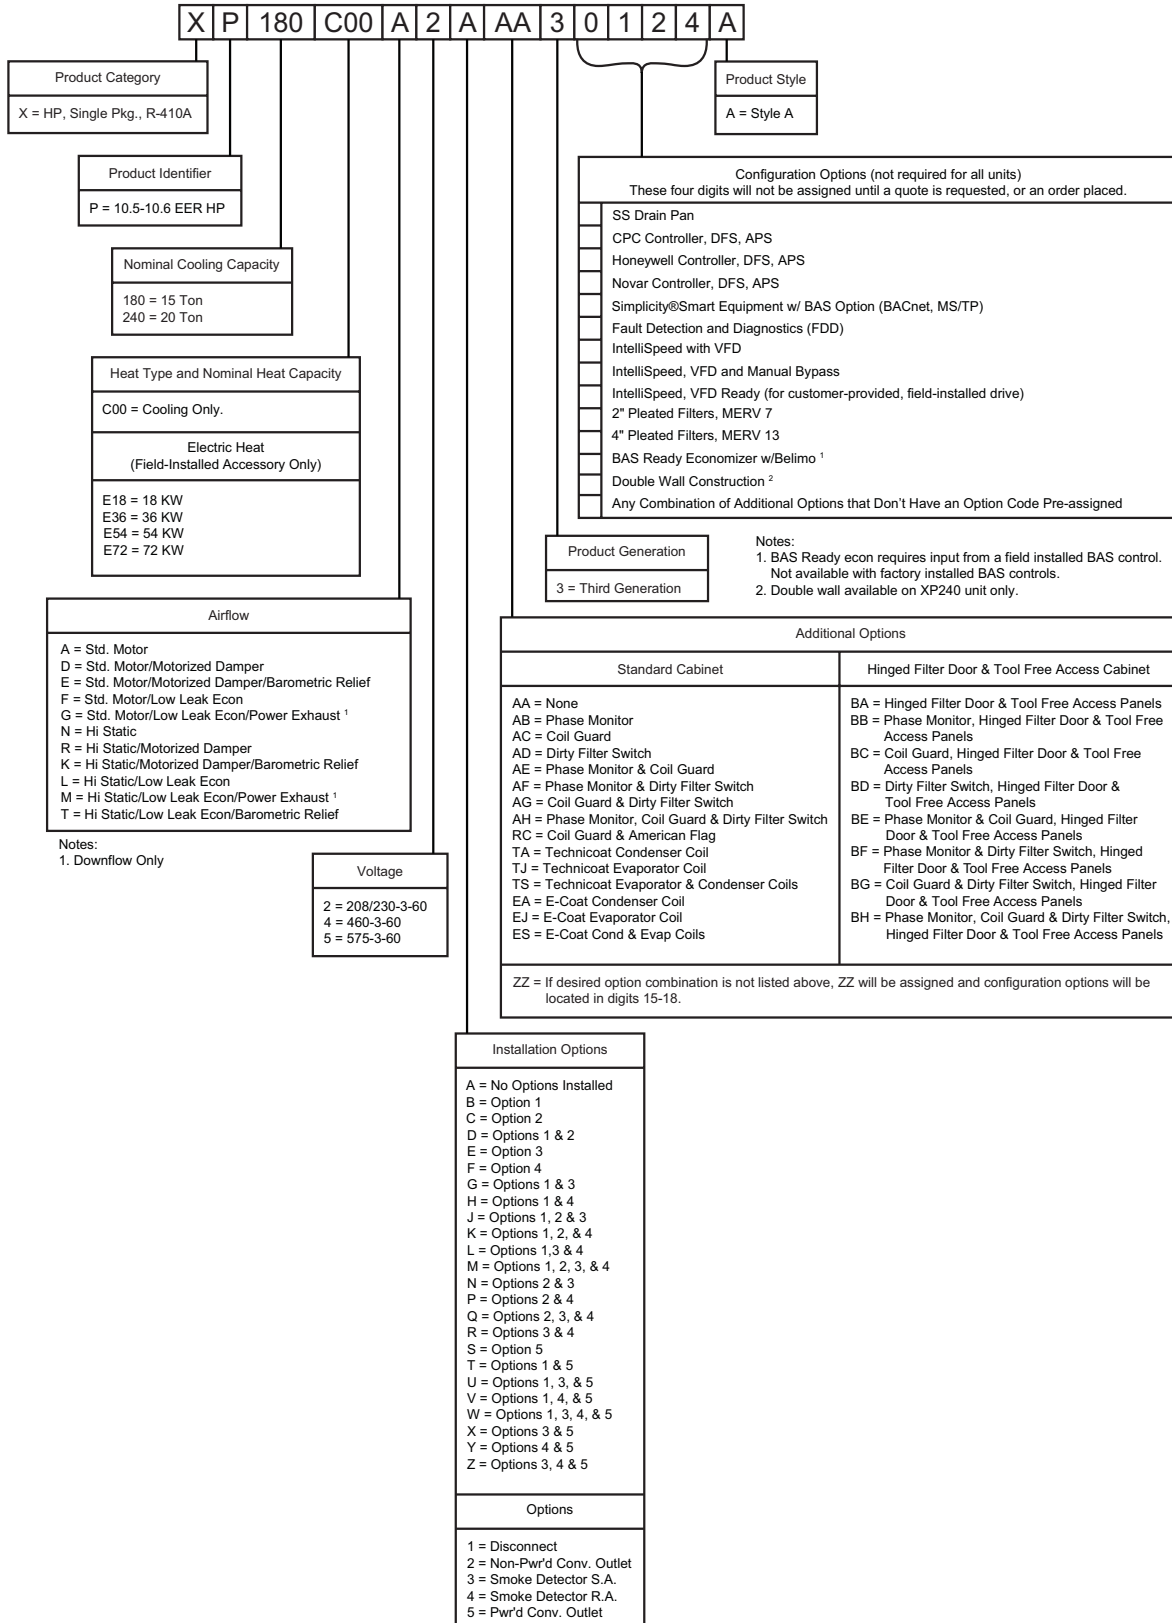 X P 180 C00 A 2 A AA 3 0 1 2 4 A
Product Category
X = HP, Single Pkg., R-410A
Product Style
A = Style A
Product Identifier
P = 10.5-10.6 EER HP
Nominal Cooling Capacity
180 = 15 Ton
240 = 20 Ton
Heat Type and Nominal Heat Capacity
C00 = Cooling Only.
Electric Heat
(Field-Installed Accessory Only)
E18 = 18 KW
E36 = 36 KW
E54 = 54 KW
E72 = 72 KW
Configuration Options (not required for all units)
These four digits will not be assigned until a quote is requested, or an order placed.
SS Drain Pan
CPC Controller, DFS, APS
Honeywell Controller, DFS, APS
Novar Controller, DFS, APS
Simplicity®Smart Equipment w/ BAS Option (BACnet, MS/TP)
Fault Detection and Diagnostics (FDD)
IntelliSpeed with VFD
IntelliSpeed, VFD and Manual Bypass
IntelliSpeed, VFD Ready (for customer-provided, field-installed drive)
2" Pleated Filters, MERV 7
4" Pleated Filters, MERV 13
BAS Ready Economizer w/Belimo ¹
Double Wall Construction ²
Any Combination of Additional Options that Don't Have an Option Code Pre-assigned
Product Generation
3 = Third Generation
Notes:
1. BAS Ready econ requires input from a field installed BAS control.
Not available with factory installed BAS controls.
2. Double wall available on XP240 unit only.
Airflow
A = Std. Motor
D = Std. Motor/Motorized Damper
E = Std. Motor/Motorized Damper/Barometric Relief
F = Std. Motor/Low Leak Econ
G = Std. Motor/Low Leak Econ/Power Exhaust ¹
N = Hi Static
R = Hi Static/Motorized Damper
K = Hi Static/Motorized Damper/Barometric Relief
L = Hi Static/Low Leak Econ
M = Hi Static/Low Leak Econ/Power Exhaust ¹
T = Hi Static/Low Leak Econ/Barometric Relief
Notes:
1. Downflow Only
Voltage
2 = 208/230-3-60
4 = 460-3-60
5 = 575-3-60
Additional Options
Standard Cabinet
AA = None
AB = Phase Monitor
AC = Coil Guard
AD = Dirty Filter Switch
AE = Phase Monitor & Coil Guard
AF = Phase Monitor & Dirty Filter Switch
AG = Coil Guard & Dirty Filter Switch
AH = Phase Monitor, Coil Guard & Dirty Filter Switch
RC = Coil Guard & American Flag
TA = Technicoat Condenser Coil
TJ = Technicoat Evaporator Coil
TS = Technicoat Evaporator & Condenser Coils
EA = E-Coat Condenser Coil
EJ = E-Coat Evaporator Coil
ES = E-Coat Cond & Evap Coils
Hinged Filter Door & Tool Free Access Cabinet
BA = Hinged Filter Door & Tool Free Access Panels
BB = Phase Monitor, Hinged Filter Door & Tool Free
Access Panels
BC = Coil Guard, Hinged Filter Door & Tool Free
Access Panels
BD = Dirty Filter Switch, Hinged Filter Door &
Tool Free Access Panels
BE = Phase Monitor & Coil Guard, Hinged Filter
Door & Tool Free Access Panels
BF = Phase Monitor & Dirty Filter Switch, Hinged
Filter Door & Tool Free Access Panels
BG = Coil Guard & Dirty Filter Switch, Hinged Filter
Door & Tool Free Access Panels
BH = Phase Monitor, Coil Guard & Dirty Filter Switch,
Hinged Filter Door & Tool Free Access Panels
ZZ = If desired option combination is not listed above, ZZ will be assigned and configuration options will be
located in digits 15-18.
Installation Options
A = No Options Installed
B = Option 1
C = Option 2
D = Options 1 & 2
E = Option 3
F = Option 4
G = Options 1 & 3
H = Options 1 & 4
J = Options 1, 2 & 3
K = Options 1, 2, & 4
L = Options 1,3 & 4
M = Options 1, 2, 3, & 4
N = Options 2 & 3
P = Options 2 & 4
Q = Options 2, 3, & 4
R = Options 3 & 4
S = Option 5
T = Options 1 & 5
U = Options 1, 3, & 5
V = Options 1, 4, & 5
W = Options 1, 3, 4, & 5
X = Options 3 & 5
Y = Options 4 & 5
Z = Options 3, 4 & 5
Options
1 = Disconnect
2 = Non-Pwr'd Conv. Outlet
3 = Smoke Detector S.A.
4 = Smoke Detector R.A.
5 = Pwr'd Conv. Outlet